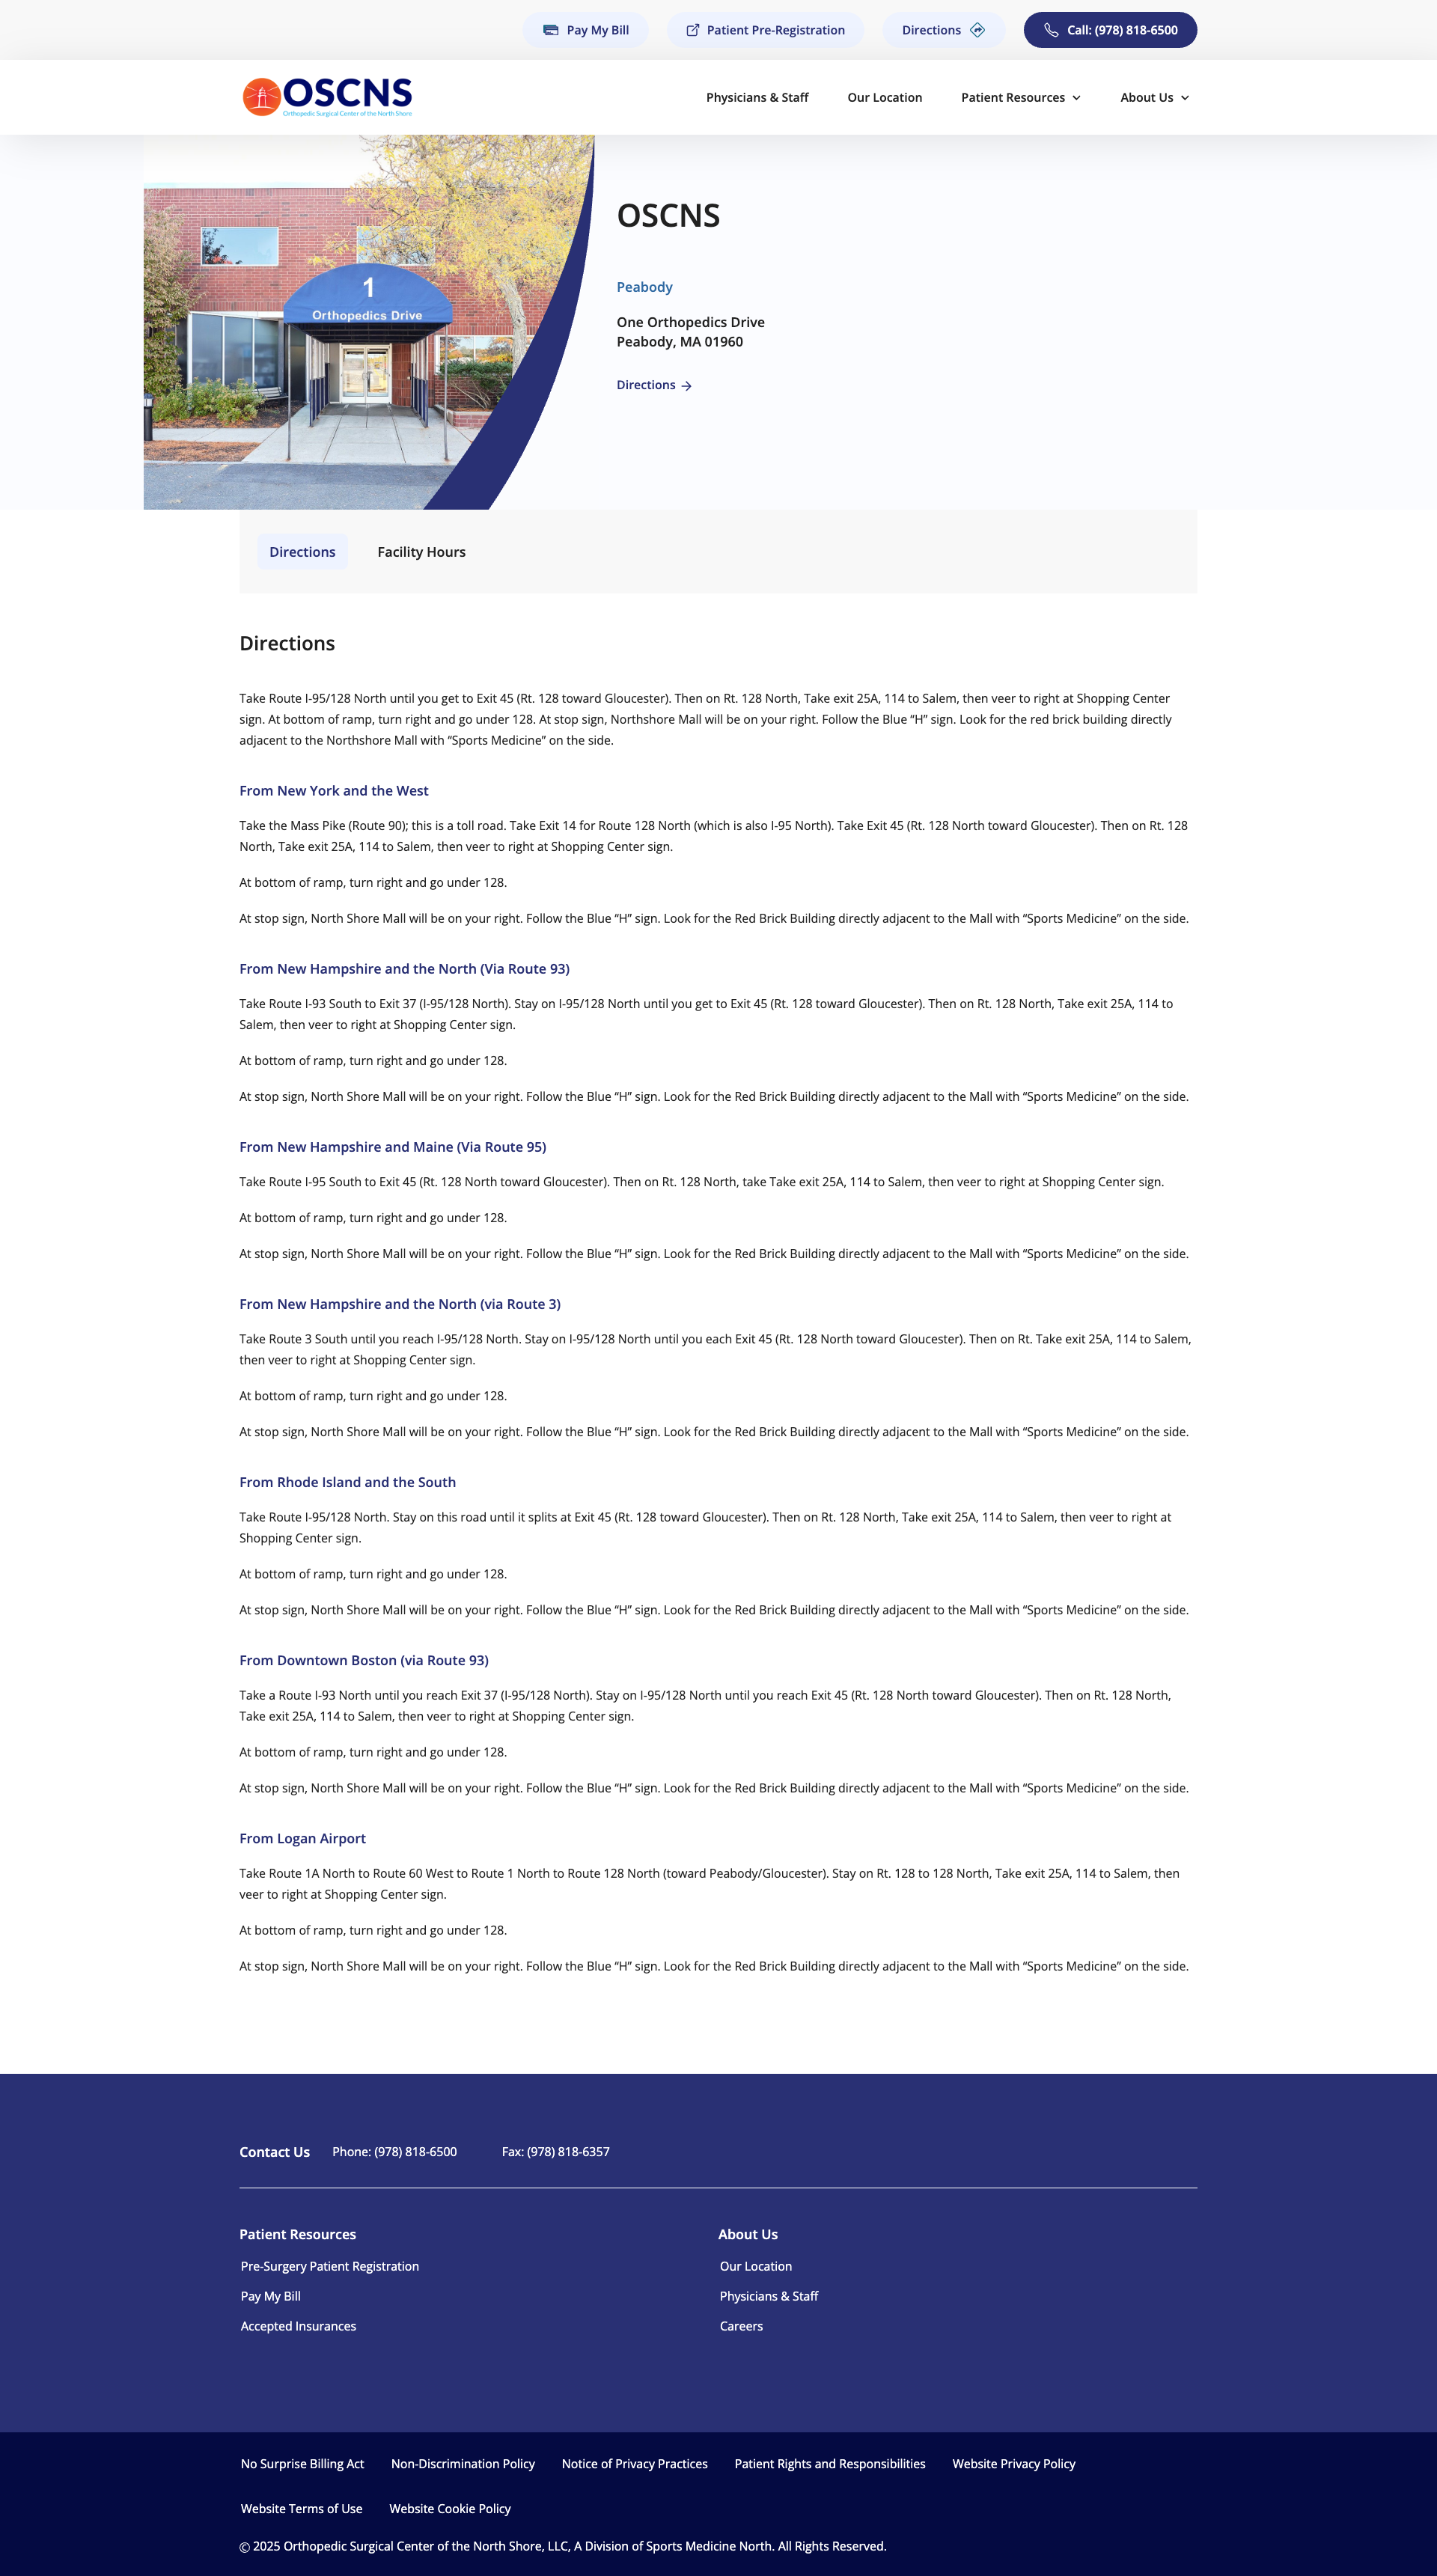 Pay My Bill
Patient Pre-Registration
Directions
Call: (978) 818-6500
OSCNS
Orthopedic Surgical Center of the North Shore
Physicians & Staff
Our Location
Patient Resources
About Us
1
Orthopedics Drive
OSCNS
Peabody
One Orthopedics Drive
Peabody, MA 01960
Directions
Directions
Facility Hours
Directions
Take Route I-95/128 North until you get to Exit 45 (Rt. 128 toward Gloucester). Then on Rt. 128 North, Take exit 25A, 114 to Salem, then veer to right at Shopping Center
sign. At bottom of ramp, turn right and go under 128. At stop sign, Northshore Mall will be on your right. Follow the Blue “H” sign. Look for the red brick building directly
adjacent to the Northshore Mall with “Sports Medicine” on the side.
From New York and the West
Take the Mass Pike (Route 90); this is a toll road. Take Exit 14 for Route 128 North (which is also I-95 North). Take Exit 45 (Rt. 128 North toward Gloucester). Then on Rt. 128
North, Take exit 25A, 114 to Salem, then veer to right at Shopping Center sign.
At bottom of ramp, turn right and go under 128.
At stop sign, North Shore Mall will be on your right. Follow the Blue “H” sign. Look for the Red Brick Building directly adjacent to the Mall with “Sports Medicine” on the side.
From New Hampshire and the North (Via Route 93)
Take Route I-93 South to Exit 37 (I-95/128 North). Stay on I-95/128 North until you get to Exit 45 (Rt. 128 toward Gloucester). Then on Rt. 128 North, Take exit 25A, 114 to
Salem, then veer to right at Shopping Center sign.
At bottom of ramp, turn right and go under 128.
At stop sign, North Shore Mall will be on your right. Follow the Blue “H” sign. Look for the Red Brick Building directly adjacent to the Mall with “Sports Medicine” on the side.
From New Hampshire and Maine (Via Route 95)
Take Route I-95 South to Exit 45 (Rt. 128 North toward Gloucester). Then on Rt. 128 North, take Take exit 25A, 114 to Salem, then veer to right at Shopping Center sign.
At bottom of ramp, turn right and go under 128.
At stop sign, North Shore Mall will be on your right. Follow the Blue “H” sign. Look for the Red Brick Building directly adjacent to the Mall with “Sports Medicine” on the side.
From New Hampshire and the North (via Route 3)
Take Route 3 South until you reach I-95/128 North. Stay on I-95/128 North until you each Exit 45 (Rt. 128 North toward Gloucester). Then on Rt. Take exit 25A, 114 to Salem,
then veer to right at Shopping Center sign.
At bottom of ramp, turn right and go under 128.
At stop sign, North Shore Mall will be on your right. Follow the Blue “H” sign. Look for the Red Brick Building directly adjacent to the Mall with “Sports Medicine” on the side.
From Rhode Island and the South
Take Route I-95/128 North. Stay on this road until it splits at Exit 45 (Rt. 128 toward Gloucester). Then on Rt. 128 North, Take exit 25A, 114 to Salem, then veer to right at
Shopping Center sign.
At bottom of ramp, turn right and go under 128.
At stop sign, North Shore Mall will be on your right. Follow the Blue “H” sign. Look for the Red Brick Building directly adjacent to the Mall with “Sports Medicine” on the side.
From Downtown Boston (via Route 93)
Take a Route I-93 North until you reach Exit 37 (I-95/128 North). Stay on I-95/128 North until you reach Exit 45 (Rt. 128 North toward Gloucester). Then on Rt. 128 North,
Take exit 25A, 114 to Salem, then veer to right at Shopping Center sign.
At bottom of ramp, turn right and go under 128.
At stop sign, North Shore Mall will be on your right. Follow the Blue “H” sign. Look for the Red Brick Building directly adjacent to the Mall with “Sports Medicine” on the side.
From Logan Airport
Take Route 1A North to Route 60 West to Route 1 North to Route 128 North (toward Peabody/Gloucester). Stay on Rt. 128 to 128 North, Take exit 25A, 114 to Salem, then
veer to right at Shopping Center sign.
At bottom of ramp, turn right and go under 128.
At stop sign, North Shore Mall will be on your right. Follow the Blue “H” sign. Look for the Red Brick Building directly adjacent to the Mall with “Sports Medicine” on the side.
Contact Us
Phone: (978) 818-6500
Fax: (978) 818-6357
Patient Resources
Pre-Surgery Patient Registration
Pay My Bill
Accepted Insurances
About Us
Our Location
Physicians & Staff
Careers
No Surprise Billing Act
Non-Discrimination Policy
Notice of Privacy Practices
Patient Rights and Responsibilities
Website Privacy Policy
Website Terms of Use
Website Cookie Policy
© 2025 Orthopedic Surgical Center of the North Shore, LLC, A Division of Sports Medicine North. All Rights Reserved.